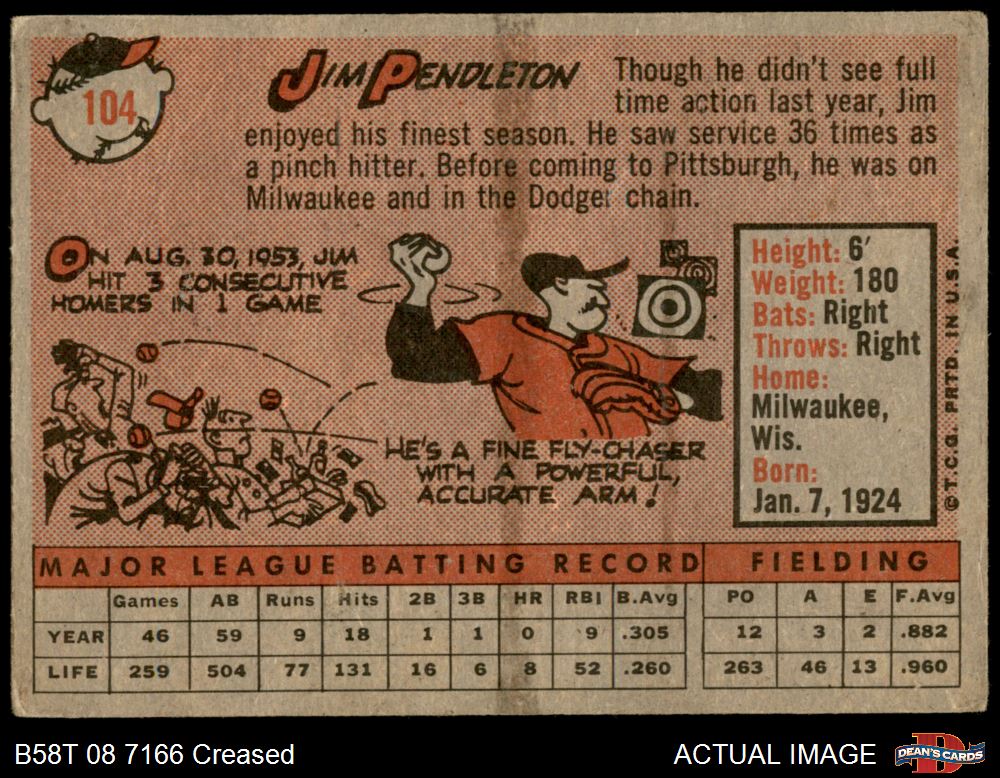 104
JIM PENDLETON
Though he didn't see full
time action last year, Jim
enjoyed his finest season. He saw service 36 times as
a pinch hitter. Before coming to Pittsburgh, he was on
Milwaukee and in the Dodger chain.
ON AUG. 30, 1953, JIM
HIT 3 CONSECUTIVE
HOMERS IN 1 GAME
HE'S A FINE FLY-CHASER
WITH A POWERFUL,
ACCURATE ARM!
Height: 6'
Weight: 180
Bats: Right
Throws: Right
Home:
Milwaukee,
Wis.
Born:
Jan. 7, 1924
© T.C.G. PRTD. IN U.S.A.
MAJOR LEAGUE BATTING RECORD FIELDING
Games AB Runs Hits 2B 3B HR RBI B.Avg PO A E F.Avg
YEAR 46 59 9 18 1 1 0 9 .305 12 3 2 .882
LIFE 259 504 77 131 16 6 8 52 .260 263 46 13 .960
B58T 08 7166 Creased ACTUAL IMAGE DEAN'S CARDS